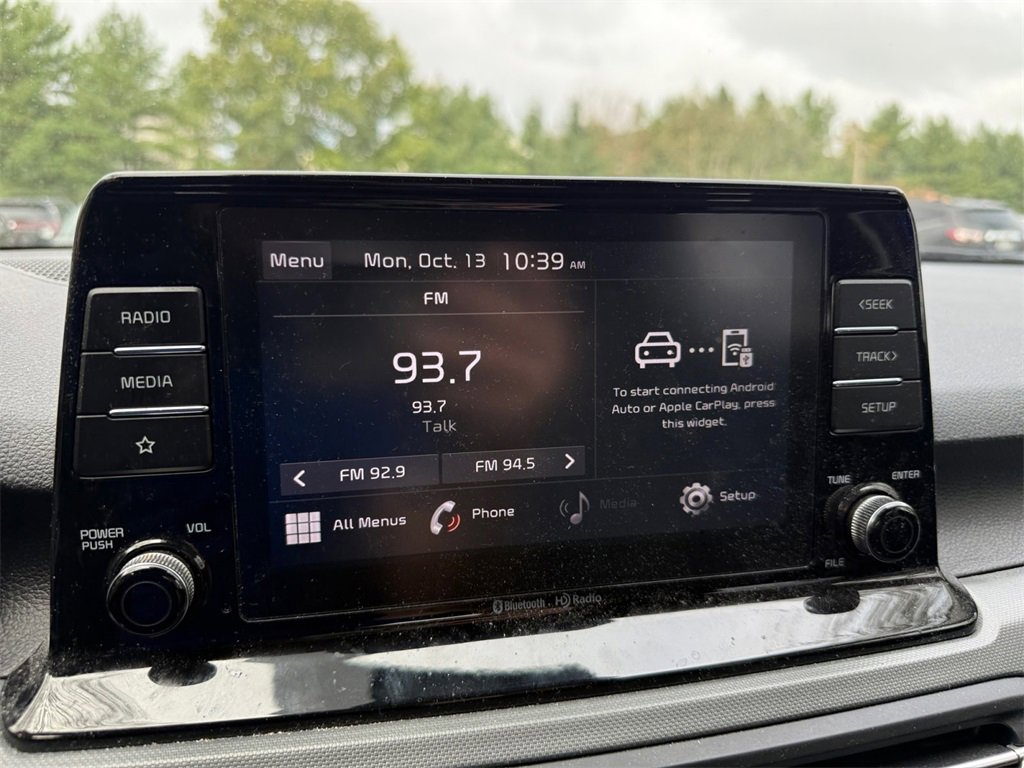 Menu Mon, Oct. 13 10:39 AM
FM
93.7
93.7
Talk
FM 92.9 FM 94.5
All Menus Phone Media Setup
To start connecting Android
Auto or Apple CarPlay, press
this widget.
RADIO
MEDIA
POWER
PUSH
VOL
<SEEK
TRACK>
SETUP
TUNE
ENTER
FILE
Bluetooth HD Radio